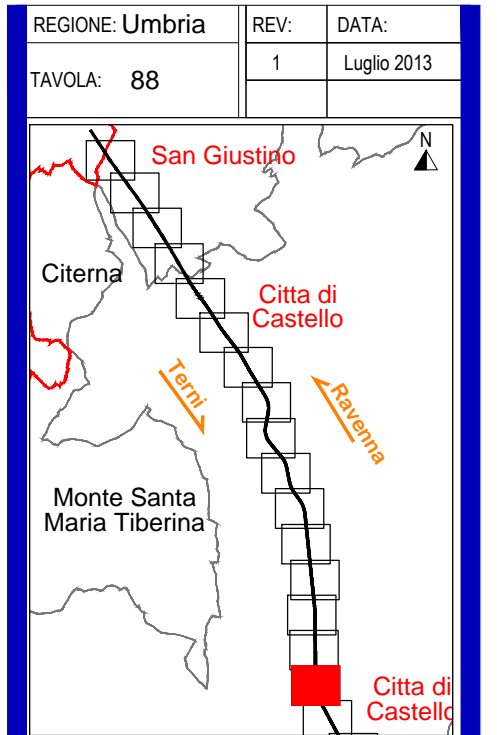 REGIONE: Umbria
REV:
DATA:
1
Luglio 2013
TAVOLA: 88
N
San Giustino
Citerna
Citta di
Castello
Terni
Ravenna
Monte Santa
Maria Tiberina
Citta di
Castello